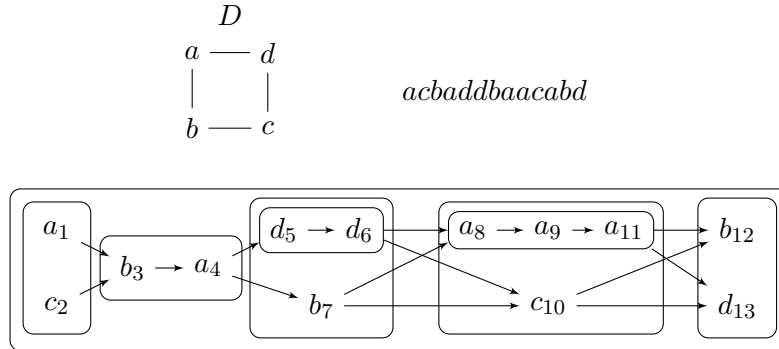 D
a d
b c
acbaddbaacabd
a₁ d₅ d₆ a₈ a₉ a₁₁ b₁₂
b₃ a₄
c₂ b₇ c₁₀ d₁₃